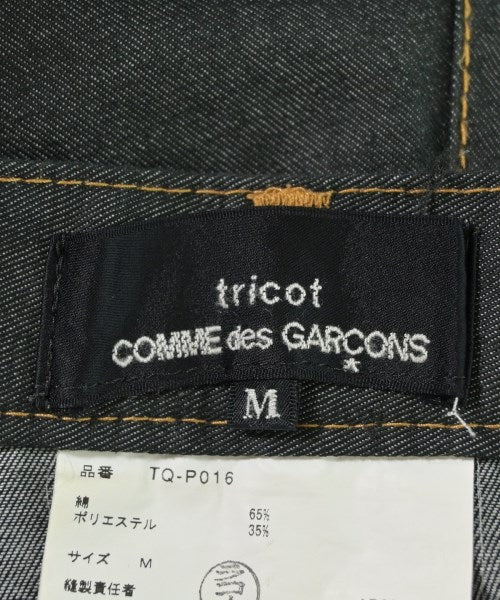 tricot
COMME des GARÇONS
M
品番 TQ-P016
綿 65%
ポリエステル 35%
サイズ M
縫製責任者